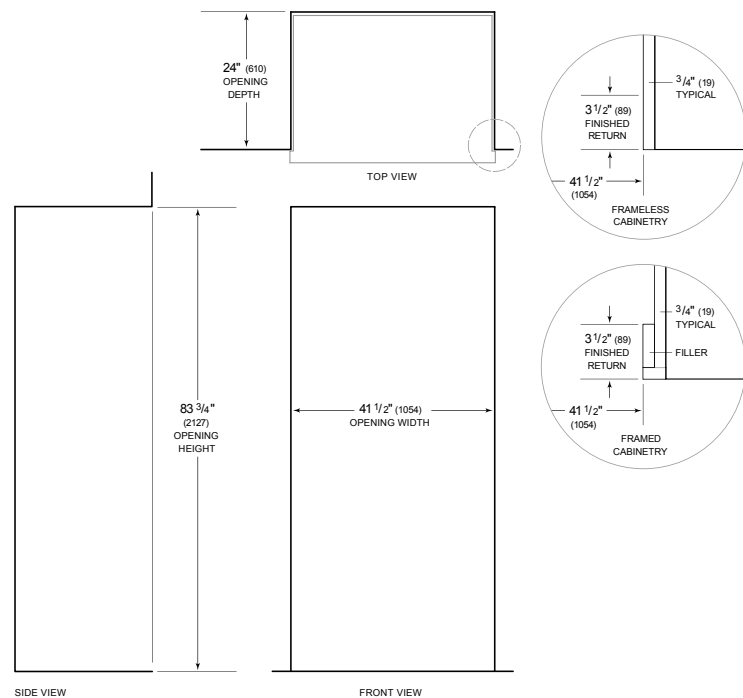 24" (610)
OPENING
DEPTH
TOP VIEW
3/4" (19)
TYPICAL
3 1/2" (89)
FINISHED
RETURN
41 1/2"
(1054)
FRAMELESS
CABINETRY
3/4" (19)
TYPICAL
3 1/2" (89)
FINISHED
RETURN
FILLER
41 1/2"
(1054)
FRAMED
CABINETRY
83 3/4"
(2127)
OPENING
HEIGHT
41 1/2" (1054)
OPENING WIDTH
SIDE VIEW
FRONT VIEW